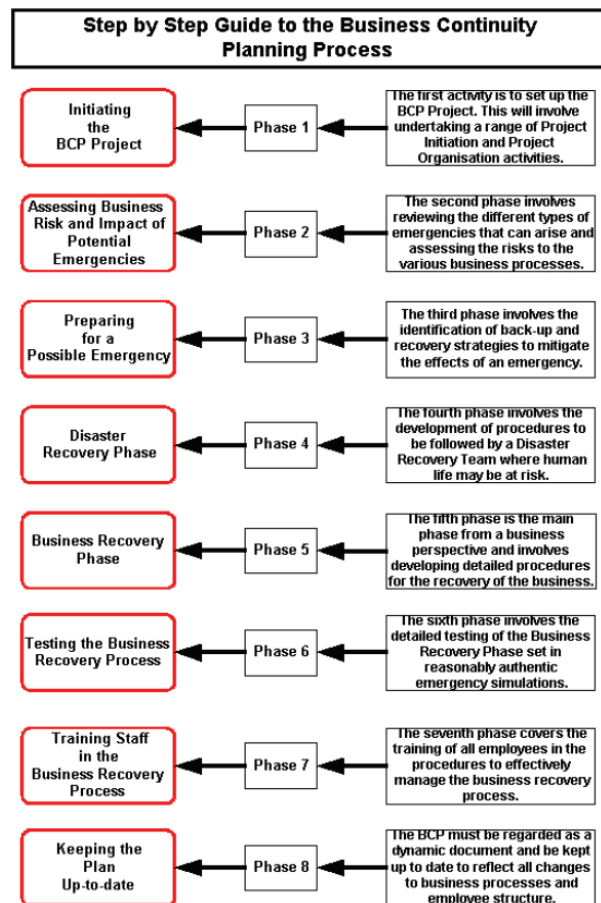 Step by Step Guide to the Business Continuity
Planning Process
Initiating
the
BCP Project
Phase 1
The first activity is to set up the
BCP Project. This will involve
undertaking a range of Project
Initiation and Project
Organisation activities.
Assessing Business
Risk and Impact of
Potential
Emergencies
Phase 2
The second phase involves
reviewing the different types of
emergencies that can arise and
assessing the risks to the
various business processes.
Preparing
for a
Possible Emergency
Phase 3
The third phase involves the
identification of back-up and
recovery strategies to mitigate
the effects of an emergency.
Disaster
Recovery Phase
Phase 4
The fourth phase involves the
development of procedures to
be followed by a Disaster
Recovery Team where human
life may be at risk.
Business Recovery
Phase
Phase 5
The fifth phase is the main
phase from a business
perspective and involves
developing detailed procedures
for the recovery of the business.
Testing the Business
Recovery Process
Phase 6
The sixth phase involves the
detailed testing of the Business
Recovery Phase set in
reasonably authentic
emergency simulations.
Training Staff
in the
Business Recovery
Process
Phase 7
The seventh phase covers the
training of all employees in the
procedures to effectively
manage the business recovery
process.
Keeping the
Plan
Up-to-date
Phase 8
The BCP must be regarded as a
dynamic document and be kept
up to date to reflect all changes
to business processes and
employee structure.